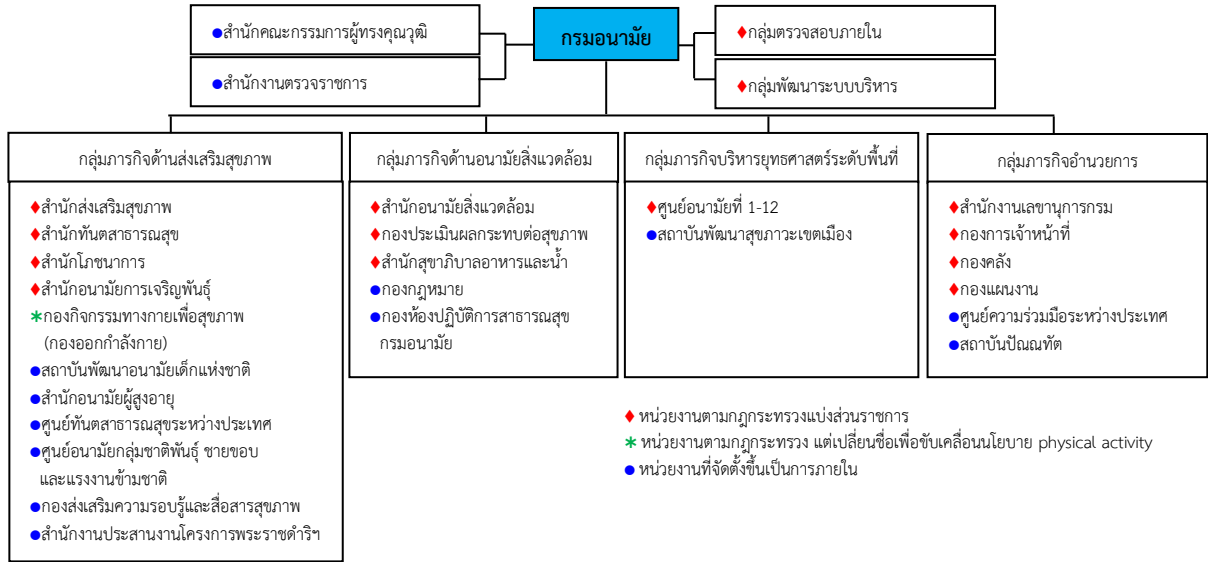 กรมอนามัย
●สำนักคณะกรรมการผู้ทรงคุณวุฒิ
●สำนักงานตรวจราชการ
♦กลุ่มตรวจสอบภายใน
♦กลุ่มพัฒนาระบบบริหาร
กลุ่มภารกิจด้านส่งเสริมสุขภาพ
♦สำนักส่งเสริมสุขภาพ
♦สำนักทันตสาธารณสุข
♦สำนักโภชนาการ
♦สำนักอนามัยการเจริญพันธุ์
*กองกิจกรรมทางกายเพื่อสุขภาพ
(กองออกกำลังกาย)
●สถาบันพัฒนาอนามัยเด็กแห่งชาติ
●สำนักอนามัยผู้สูงอายุ
●ศูนย์ทันตสาธารณสุขระหว่างประเทศ
●ศูนย์อนามัยกลุ่มชาติพันธุ์ ชายขอบ
และแรงงานข้ามชาติ
●กองส่งเสริมความรอบรู้และสื่อสารสุขภาพ
●สำนักงานประสานงานโครงการพระราชดำริฯ
กลุ่มภารกิจด้านอนามัยสิ่งแวดล้อม
♦สำนักอนามัยสิ่งแวดล้อม
♦กองประเมินผลกระทบต่อสุขภาพ
♦สำนักสุขาภิบาลอาหารและน้ำ
●กองกฎหมาย
●กองห้องปฏิบัติการสาธารณสุข
กรมอนามัย
กลุ่มภารกิจบริหารยุทธศาสตร์ระดับพื้นที่
♦ศูนย์อนามัยที่ 1-12
●สถาบันพัฒนาสุขภาวะเขตเมือง
กลุ่มภารกิจอำนวยการ
♦สำนักงานเลขานุการกรม
♦กองการเจ้าหน้าที่
♦กองคลัง
♦กองแผนงาน
●ศูนย์ความร่วมมือระหว่างประเทศ
●สถาบันปัณณทัต
♦ หน่วยงานตามกฎกระทรวงแบ่งส่วนราชการ
* หน่วยงานตามกฎกระทรวง แต่เปลี่ยนชื่อเพื่อขับเคลื่อนนโยบาย physical activity
● หน่วยงานที่จัดตั้งขึ้นเป็นการภายใน